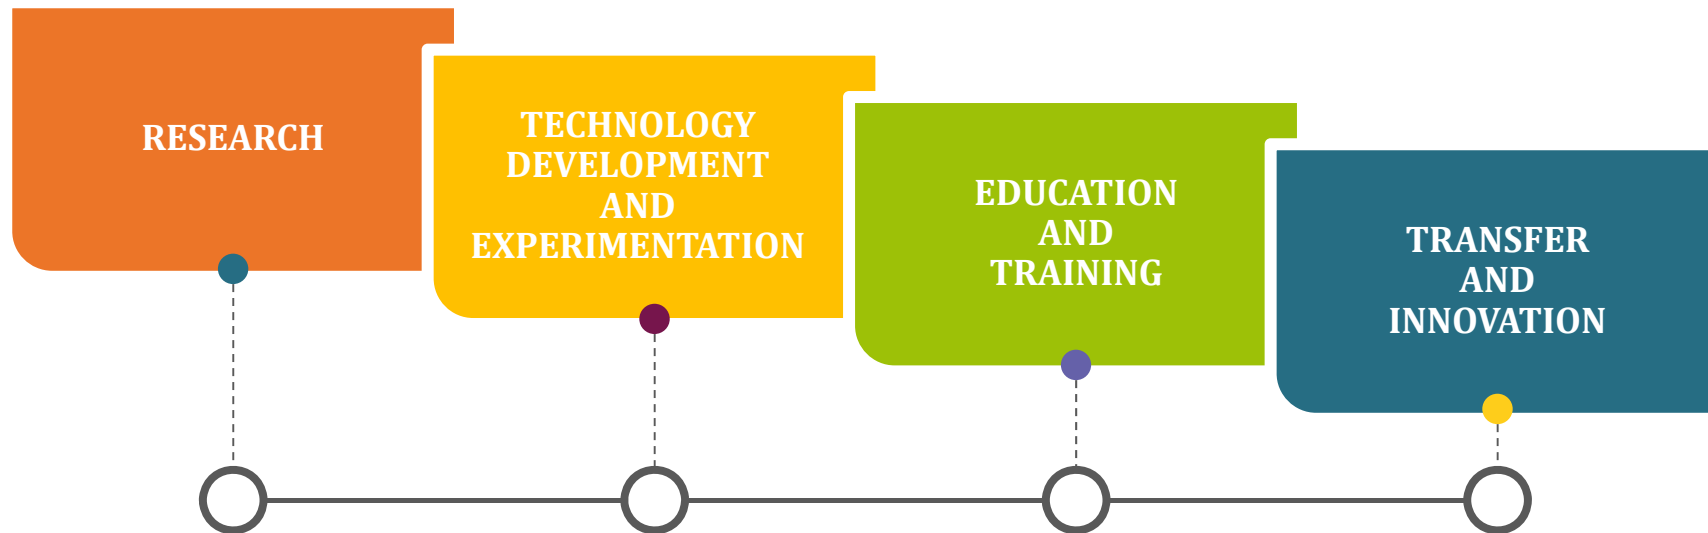 RESEARCH
TECHNOLOGY
DEVELOPMENT
AND
EXPERIMENTATION
EDUCATION
AND
TRAINING
TRANSFER
AND
INNOVATION